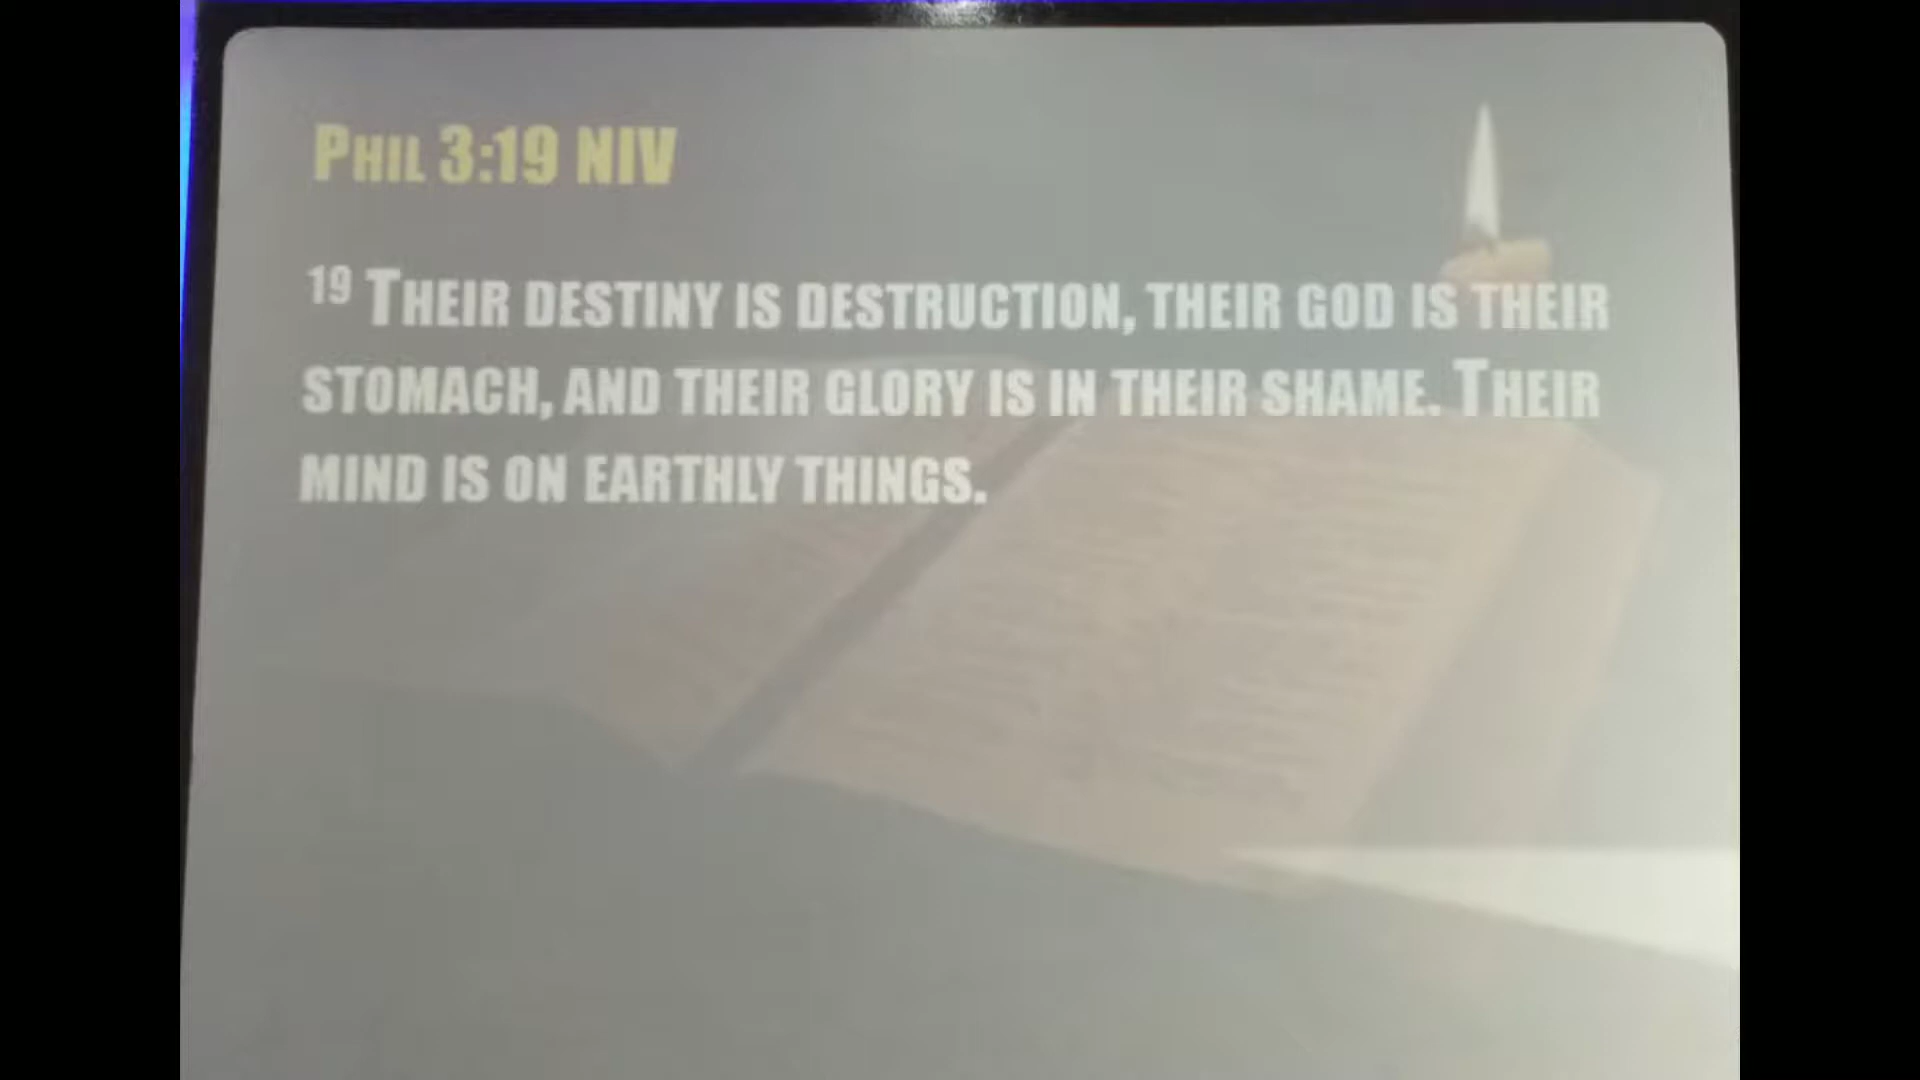 PHIL 3:19 NIV
19 THEIR DESTINY IS DESTRUCTION, THEIR GOD IS THEIR
STOMACH, AND THEIR GLORY IS IN THEIR SHAME. THEIR
MIND IS ON EARTHLY THINGS.